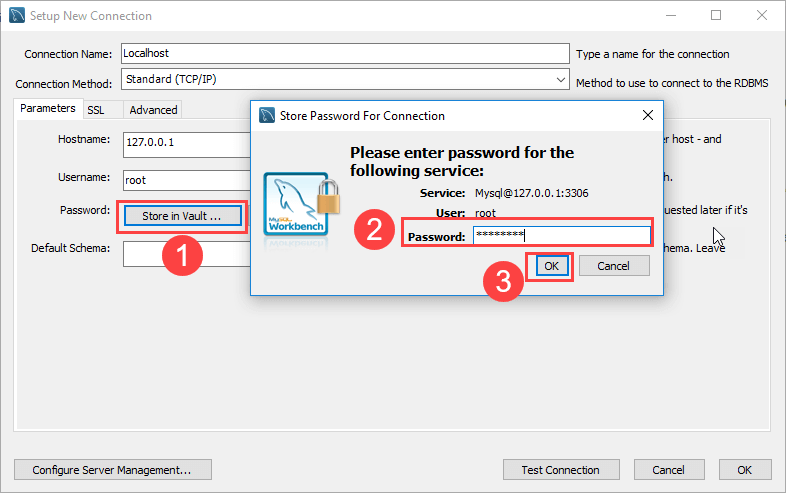 Setup New Connection
Connection Name: Localhost Type a name for the connection
Connection Method: Standard (TCP/IP) Method to use to connect to the RDBMS
Parameters SSL Advanced
Hostname: 127.0.0.1 er host - and
Username: root h.
Password: Store in Vault ... uested later if it's
Default Schema: hema. Leave
1
Store Password For Connection
Please enter password for the
following service:
Service: Mysql@127.0.0.1:3306
User: root
2 Password: ********
3 OK Cancel
MySQL
Workbench
Configure Server Management... Test Connection Cancel OK